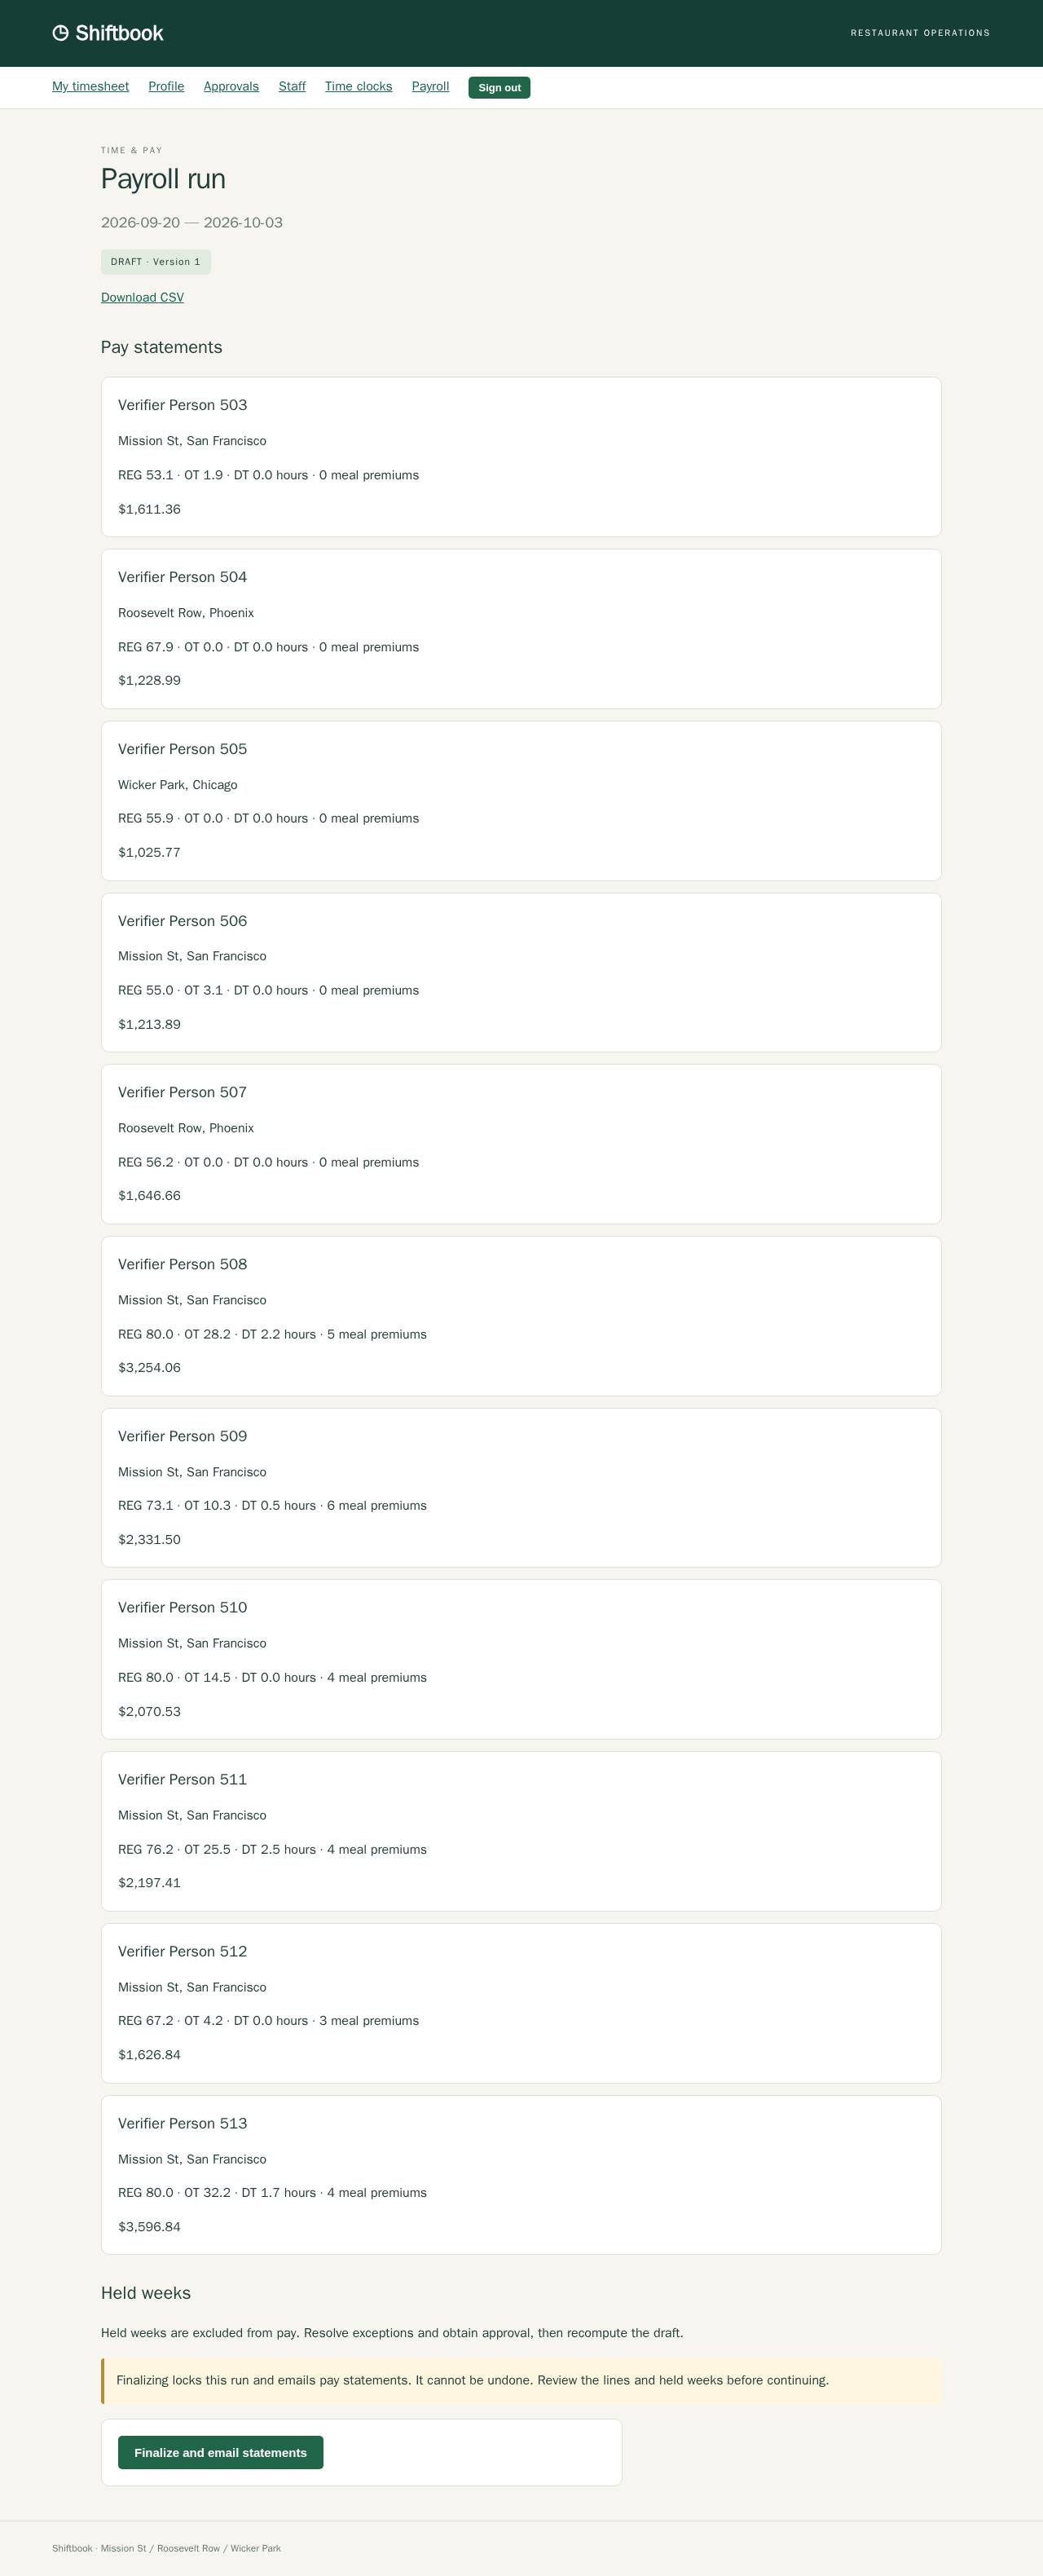 Shiftbook
RESTAURANT OPERATIONS
My timesheet Profile Approvals Staff Time clocks Payroll Sign out
TIME & PAY
Payroll run
2026-09-20 — 2026-10-03
DRAFT · Version 1
Download CSV
Pay statements
Verifier Person 503
Mission St, San Francisco
REG 53.1 · OT 1.9 · DT 0.0 hours · 0 meal premiums
$1,611.36
Verifier Person 504
Roosevelt Row, Phoenix
REG 67.9 · OT 0.0 · DT 0.0 hours · 0 meal premiums
$1,228.99
Verifier Person 505
Wicker Park, Chicago
REG 55.9 · OT 0.0 · DT 0.0 hours · 0 meal premiums
$1,025.77
Verifier Person 506
Mission St, San Francisco
REG 55.0 · OT 3.1 · DT 0.0 hours · 0 meal premiums
$1,213.89
Verifier Person 507
Roosevelt Row, Phoenix
REG 56.2 · OT 0.0 · DT 0.0 hours · 0 meal premiums
$1,646.66
Verifier Person 508
Mission St, San Francisco
REG 80.0 · OT 28.2 · DT 2.2 hours · 5 meal premiums
$3,254.06
Verifier Person 509
Mission St, San Francisco
REG 73.1 · OT 10.3 · DT 0.5 hours · 6 meal premiums
$2,331.50
Verifier Person 510
Mission St, San Francisco
REG 80.0 · OT 14.5 · DT 0.0 hours · 4 meal premiums
$2,070.53
Verifier Person 511
Mission St, San Francisco
REG 76.2 · OT 25.5 · DT 2.5 hours · 4 meal premiums
$2,197.41
Verifier Person 512
Mission St, San Francisco
REG 67.2 · OT 4.2 · DT 0.0 hours · 3 meal premiums
$1,626.84
Verifier Person 513
Mission St, San Francisco
REG 80.0 · OT 32.2 · DT 1.7 hours · 4 meal premiums
$3,596.84
Held weeks
Held weeks are excluded from pay. Resolve exceptions and obtain approval, then recompute the draft.
Finalizing locks this run and emails pay statements. It cannot be undone. Review the lines and held weeks before continuing.
Finalize and email statements
Shiftbook · Mission St / Roosevelt Row / Wicker Park